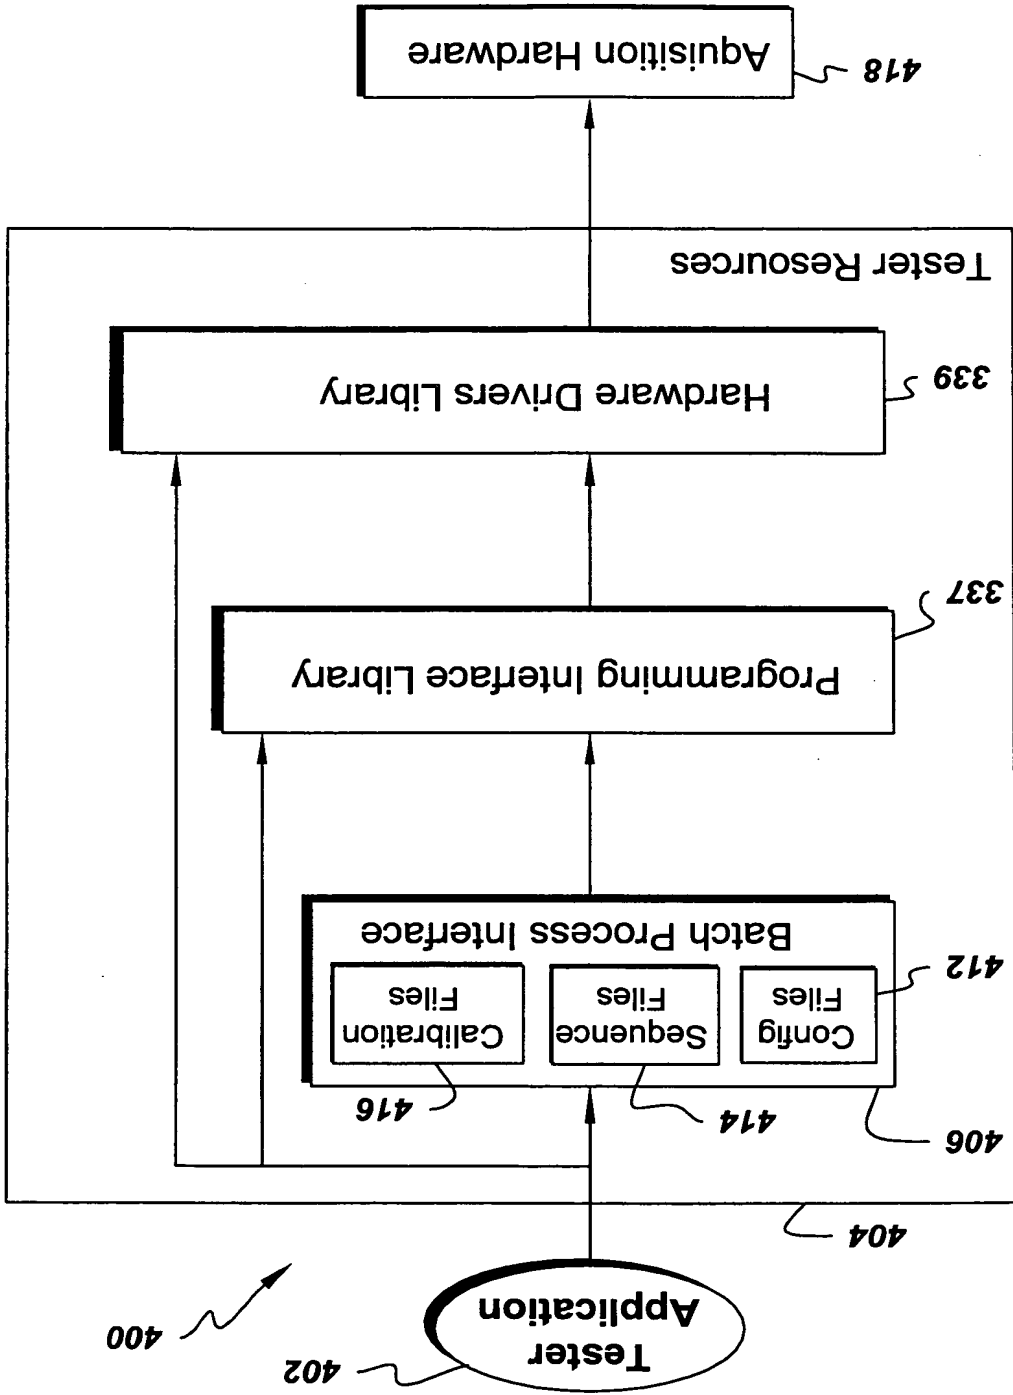 402
Tester
Application
400
404
406
416
414
Config
Files
Sequence
Files
Calibration
Files
412
Batch Process Interface
Programming Interface Library
337
Hardware Drivers Library
339
Tester Resources
Aquisition Hardware
418